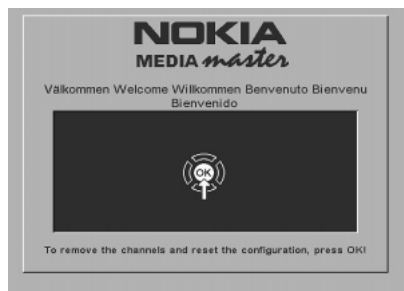 NOKIA
MEDIA master
Välkommen Welcome Willkommen Benvenuto Bienvenu
Bienvenido
OK
To remove the channels and reset the configuration, press OK!